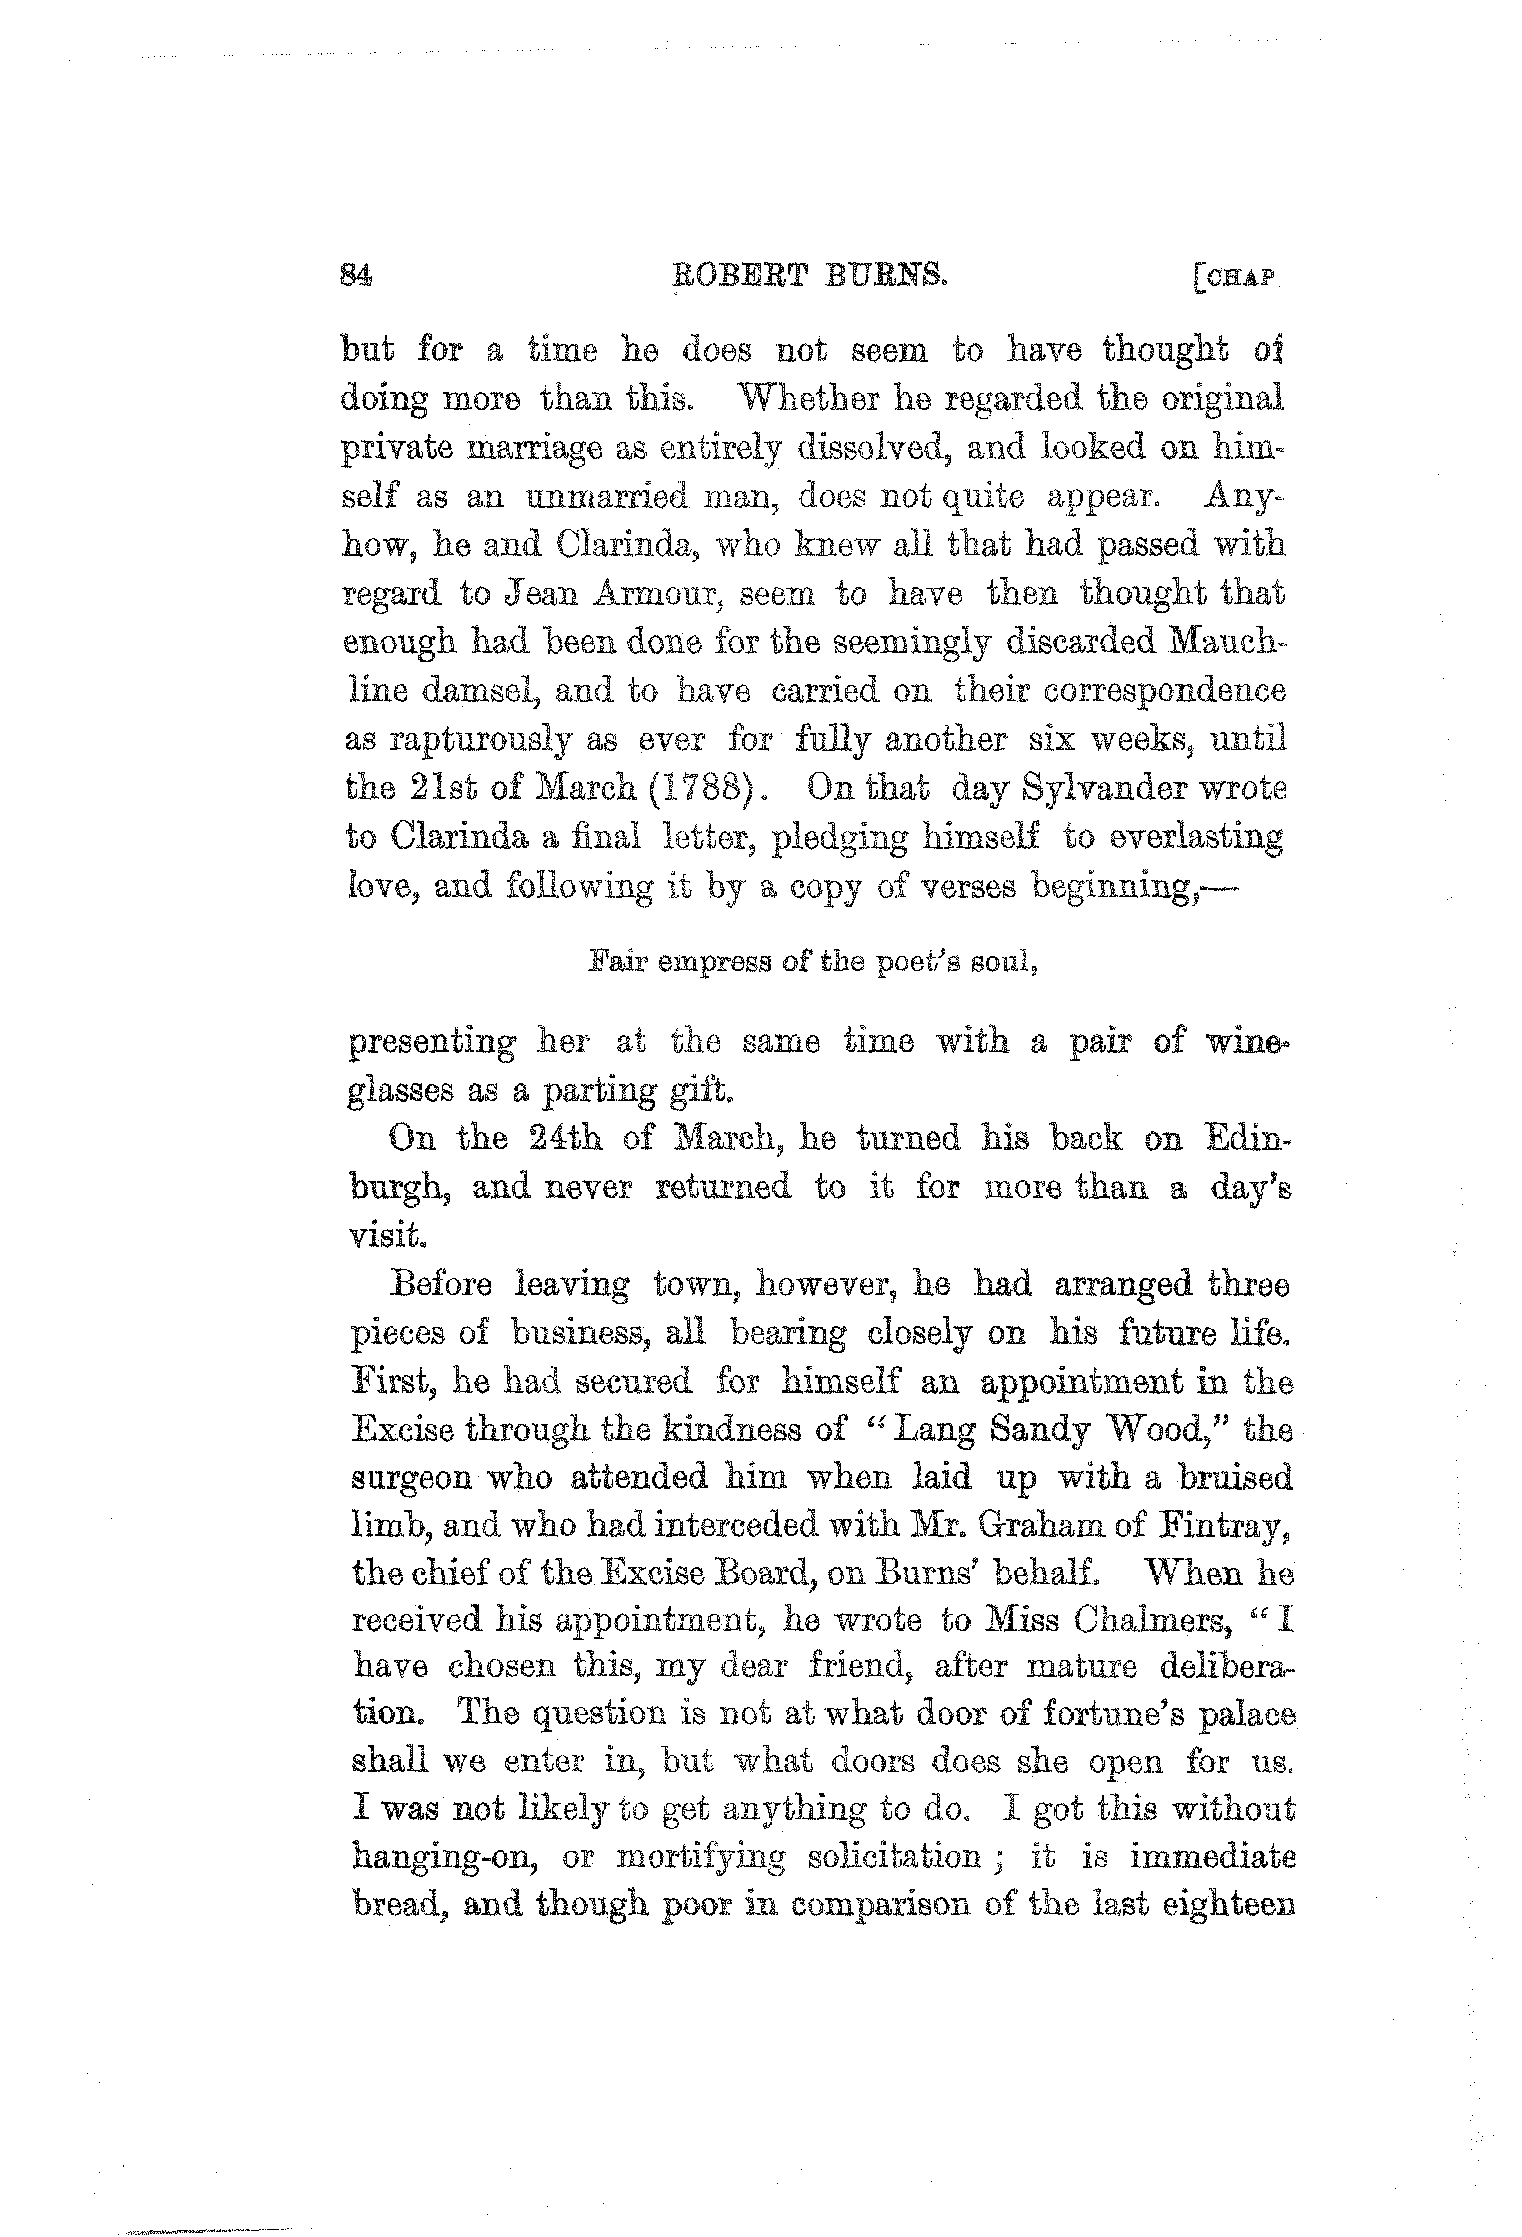 84 ROBERT BURNS. [CHAP
but for a time he does not seem to have thought of
doing more than this. Whether he regarded the original
private marriage as entirely dissolved, and looked on him-
self as an unmarried man, does not quite appear. Any-
how, he and Clarinda, who knew all that had passed with
regard to Jean Armour, seem to have then thought that
enough had been done for the seemingly discarded Mauch-
line damsel, and to have carried on their correspondence
as rapturously as ever for fully another six weeks, until
the 21st of March (1788). On that day Sylvander wrote
to Clarinda a final letter, pledging himself to everlasting
love, and following it by a copy of verses beginning,—
Fair empress of the poet's soul,
presenting her at the same time with a pair of wine-
glasses as a parting gift.
On the 24th of March, he turned his back on Edin-
burgh, and never returned to it for more than a day's
visit.
Before leaving town, however, he had arranged three
pieces of business, all bearing closely on his future life.
First, he had secured for himself an appointment in the
Excise through the kindness of “Lang Sandy Wood,” the
surgeon who attended him when laid up with a bruised
limb, and who had interceded with Mr. Graham of Fintray,
the chief of the Excise Board, on Burns' behalf. When he
received his appointment, he wrote to Miss Chalmers, “I
have chosen this, my dear friend, after mature delibera-
tion. The question is not at what door of fortune's palace
shall we enter in, but what doors does she open for us.
I was not likely to get anything to do. I got this without
hanging-on, or mortifying solicitation ; it is immediate
bread, and though poor in comparison of the last eighteen